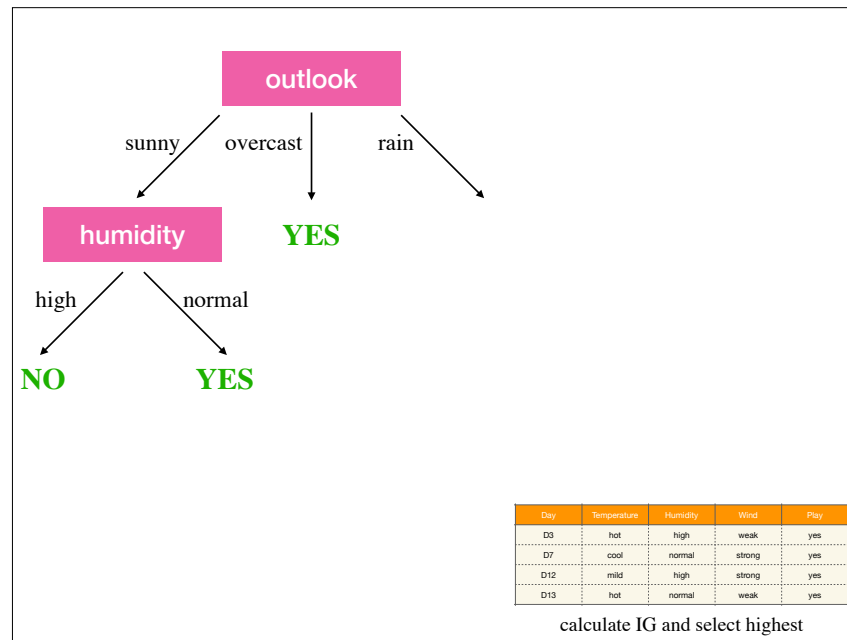 outlook
sunny overcast rain
humidity YES
high normal
NO YES
Day Temperature Humidity Wind Play
D3 hot high weak yes
D7 cool normal strong yes
D12 mild high strong yes
D13 hot normal weak yes
calculate IG and select highest